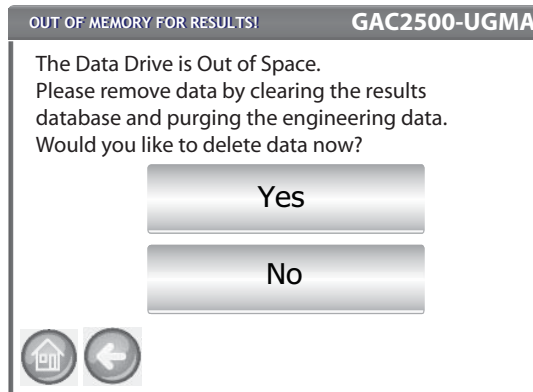 OUT OF MEMORY FOR RESULTS! GAC2500-UGMA
The Data Drive is Out of Space.
Please remove data by clearing the results
database and purging the engineering data.
Would you like to delete data now?
Yes
No